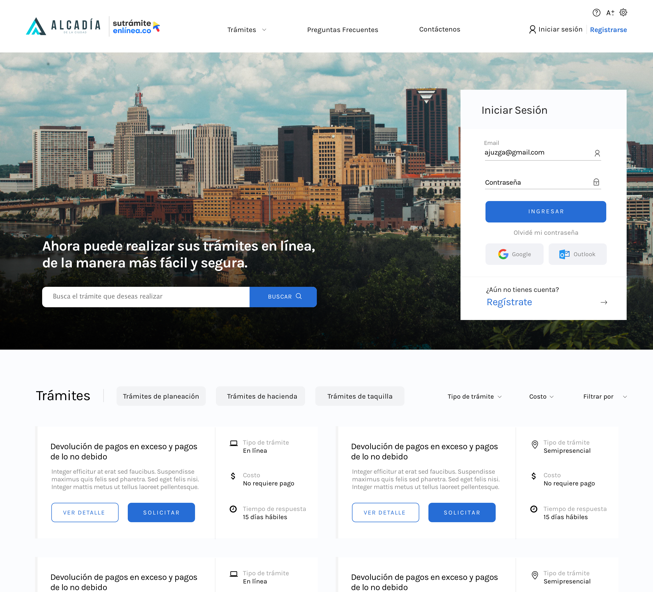 A+
ALCADÍA
DE LA CIUDAD
sutrámite
enlínea.co
Trámites
Preguntas Frecuentes
Contáctenos
Iniciar sesión
Registrarse
Iniciar Sesión
Email
ajuzga@gmail.com
Contraseña
INGRESAR
Olvidé mi contraseña
Google
Outlook
¿Aún no tienes cuenta?
Regístrate
Ahora puede realizar sus trámites en línea,
de la manera más fácil y segura.
Busca el trámite que deseas realizar
BUSCAR
Trámites
Trámites de planeación
Trámites de hacienda
Trámites de taquilla
Tipo de trámite
Costo
Filtrar por
Devolución de pagos en exceso y pagos
de lo no debido
Integer efficitur at erat sed faucibus. Suspendisse
maximus quis felis sed pharetra. Sed eget felis nisi.
Integer mattis metus ut tellus laoreet pellentesque.
VER DETALLE
SOLICITAR
Tipo de trámite
En línea
Costo
No requiere pago
Tiempo de respuesta
15 días hábiles
Devolución de pagos en exceso y pagos
de lo no debido
Integer efficitur at erat sed faucibus. Suspendisse
maximus quis felis sed pharetra. Sed eget felis nisi.
Integer mattis metus ut tellus laoreet pellentesque.
VER DETALLE
SOLICITAR
Tipo de trámite
Semipresencial
Costo
No requiere pago
Tiempo de respuesta
15 días hábiles
Devolución de pagos en exceso y pagos
de lo no debido
Tipo de trámite
En línea
Devolución de pagos en exceso y pagos
de lo no debido
Tipo de trámite
Semipresencial